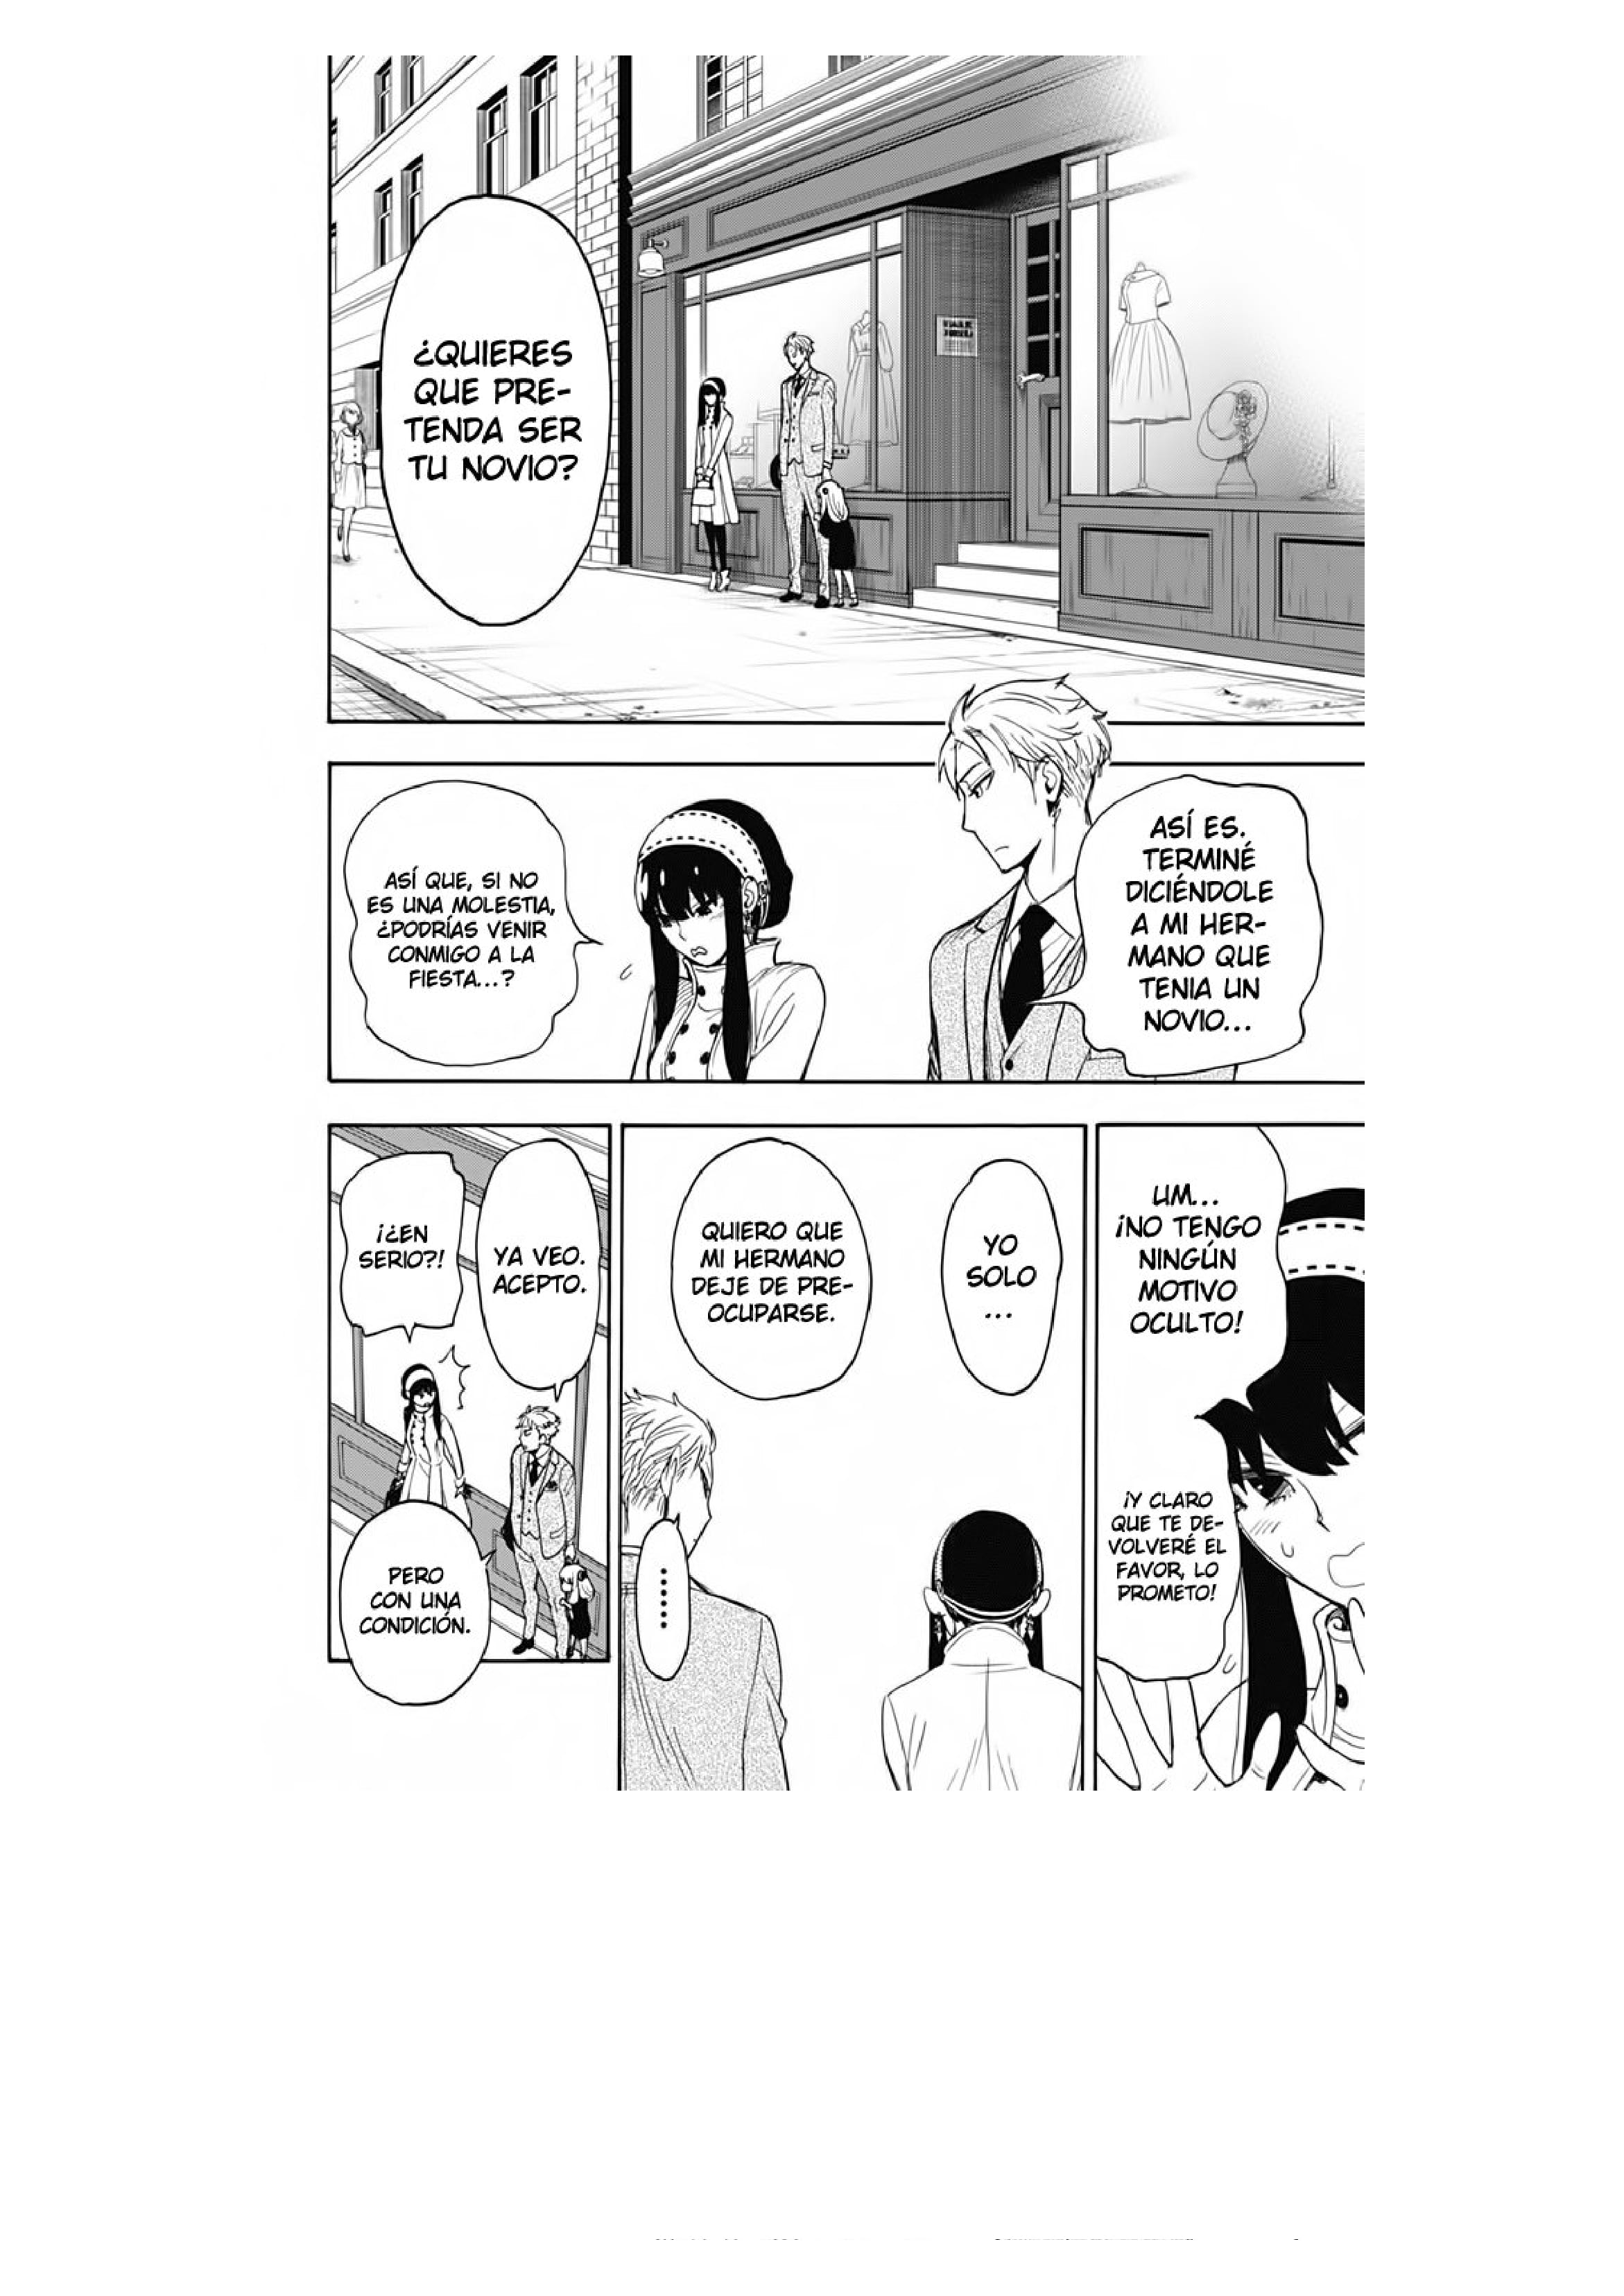 ¿QUIERES
QUE PRE-
TENDA SER
TU NOVIO?
ASÍ ES.
TERMINÉ
DICIÉNDOLE
A MI HER-
MANO QUE
TENIA UN
NOVIO...
ASÍ QUE, SI NO
ES UNA MOLESTIA,
¿PODRÍAS VENIR
CONMIGO A LA
FIESTA...?
UM...
¡NO TENGO
NINGÚN
MOTIVO
OCULTO!
¡Y CLARO
QUE TE DE-
VOLVERÉ EL
FAVOR, LO
PROMETO!
YO
SOLO
...
QUIERO QUE
MI HERMANO
DEJE DE PRE-
OCUPARSE.
......
YA VEO.
ACEPTO.
¡¿EN
SERIO?!
PERO
CON UNA
CONDICIÓN.